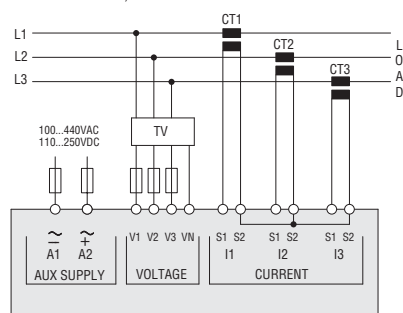 CT1
L1
L
CT2
L2
O
CT3
L3
A
D
100...440VAC
110...250VDC
TV
V1 V2 V3 VN S1 S2 S1 S2 S1 S2
A1 A2 I1 I2 I3
AUX SUPPLY VOLTAGE CURRENT